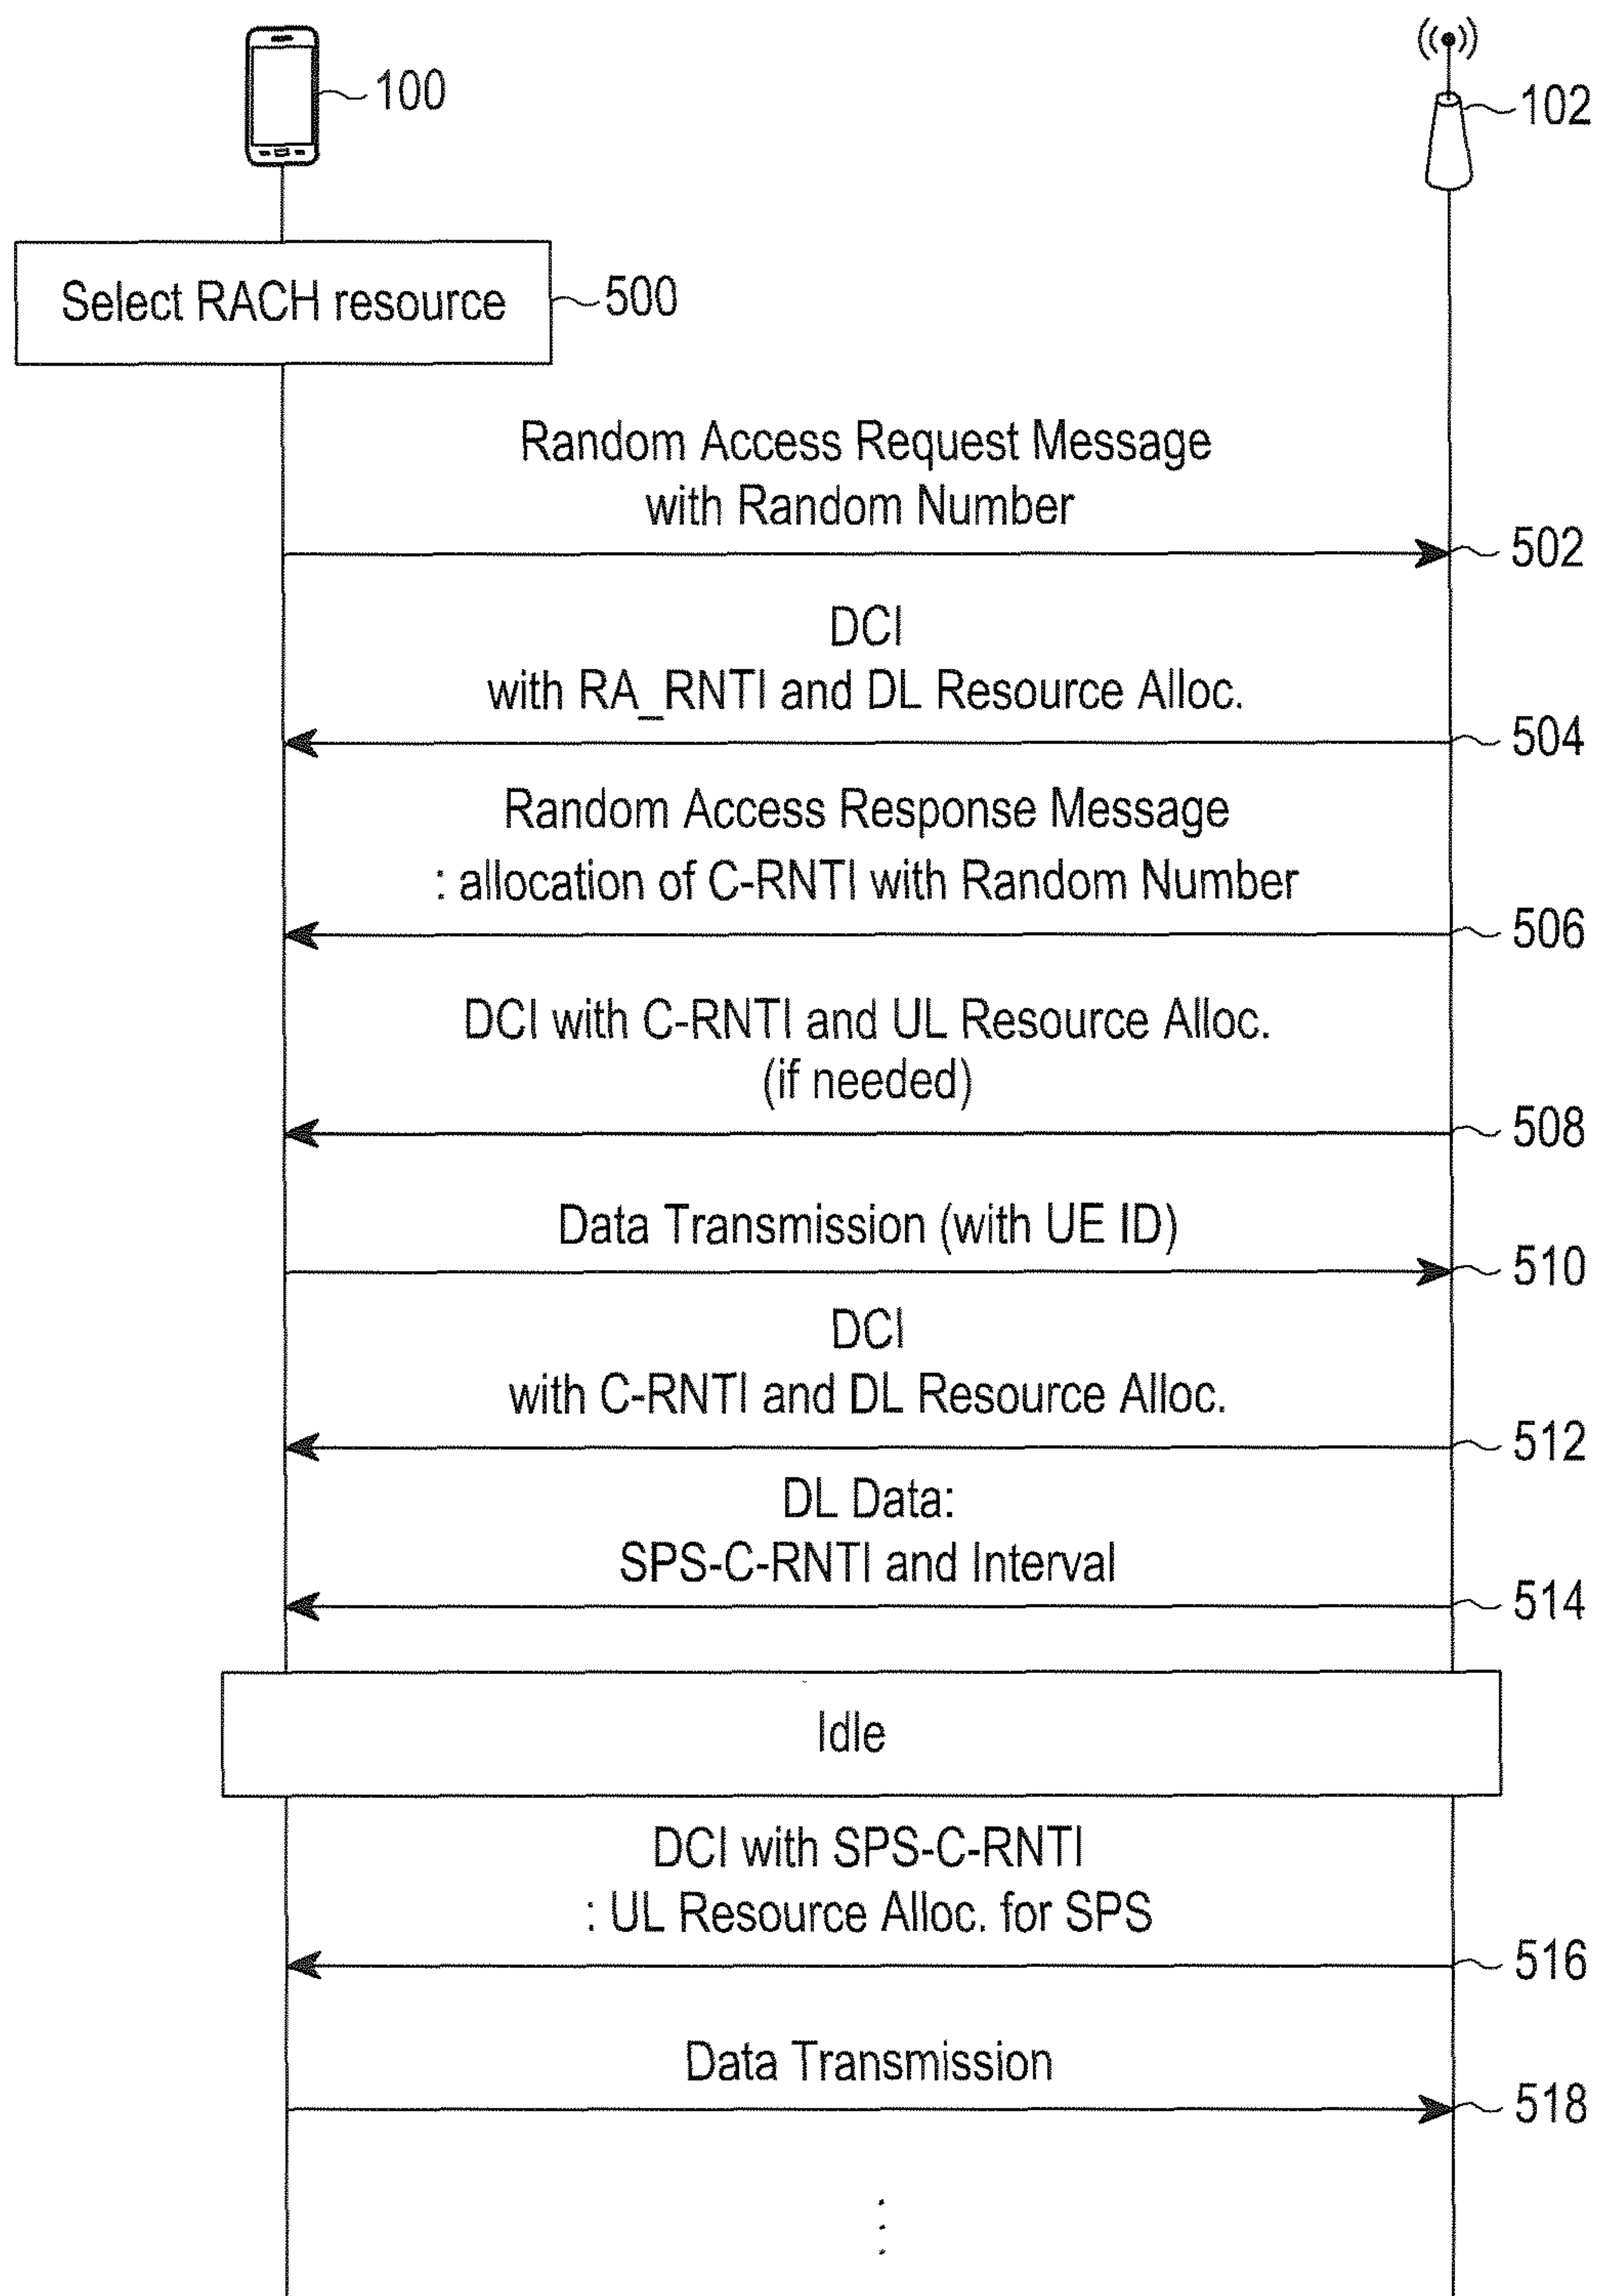 100
102
Select RACH resource
500
Random Access Request Message
with Random Number
502
DCI
with RA_RNTI and DL Resource Alloc.
504
Random Access Response Message
: allocation of C-RNTI with Random Number
506
DCI with C-RNTI and UL Resource Alloc.
(if needed)
508
Data Transmission (with UE ID)
510
DCI
with C-RNTI and DL Resource Alloc.
512
DL Data:
SPS-C-RNTI and Interval
514
Idle
DCI with SPS-C-RNTI
: UL Resource Alloc. for SPS
516
Data Transmission
518